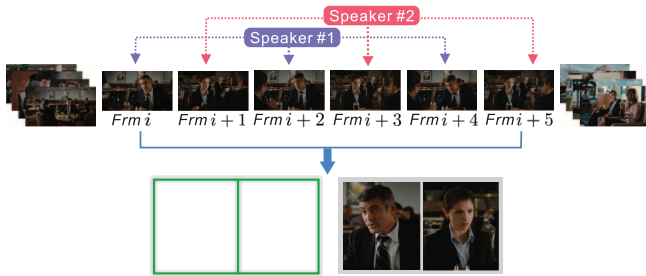 Speaker #2
Speaker #1
Frm i Frm i + 1 Frm i + 2 Frm i + 3 Frm i + 4 Frm i + 5